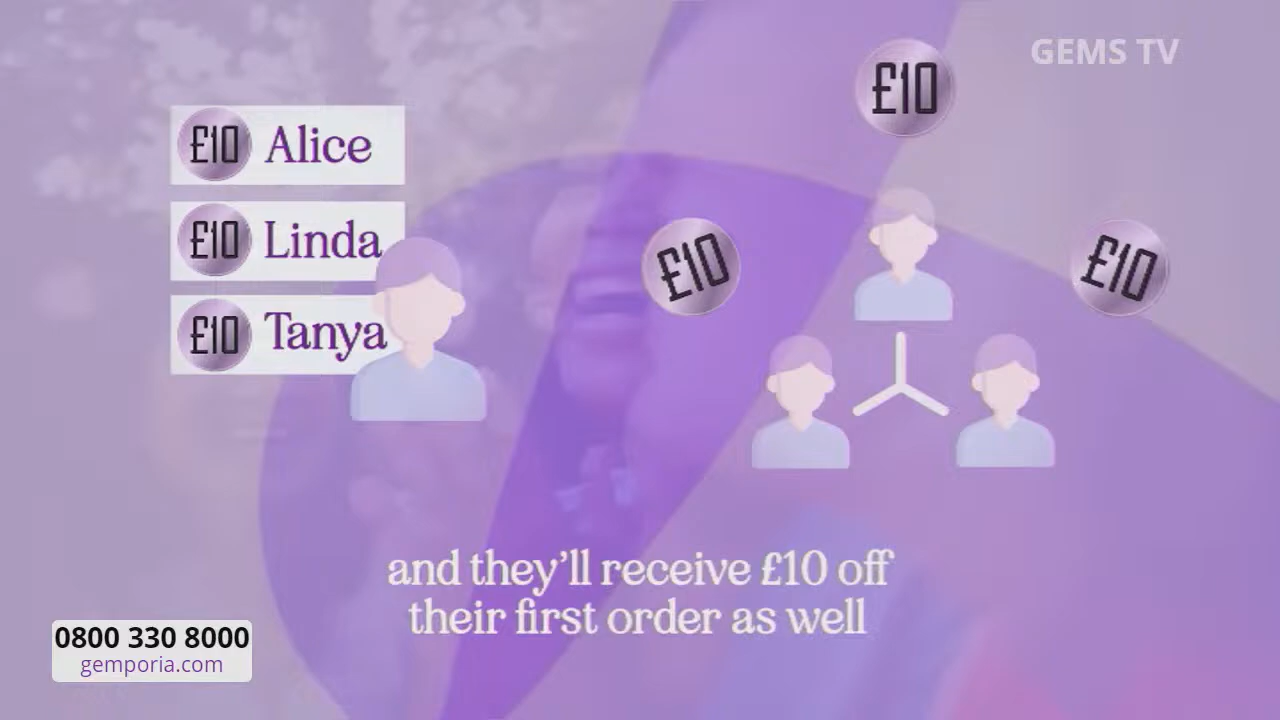 GEMS TV
£10
£10 Alice
£10 Linda
£10 Tanya
£10
£10
and they'll receive £10 off
their first order as well
0800 330 8000
gemporia.com